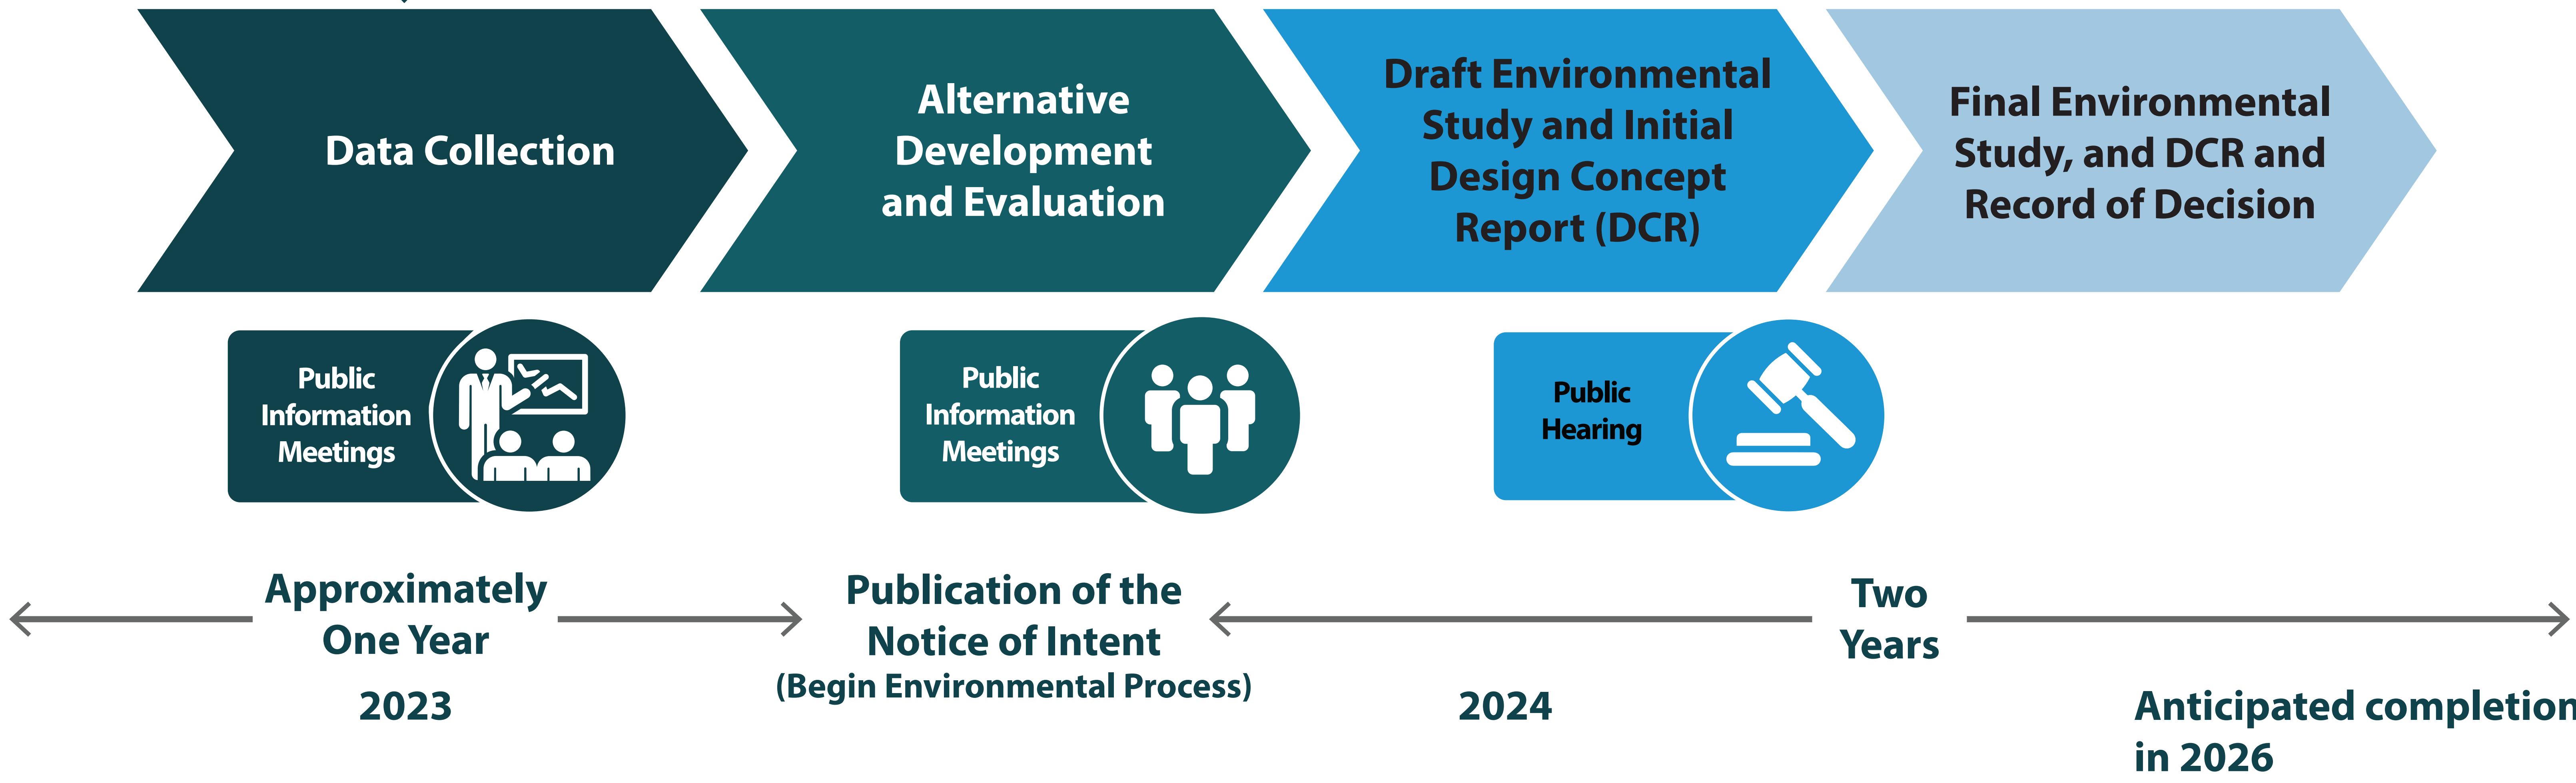 Data Collection
Alternative
Development
and Evaluation
Draft Environmental
Study and Initial
Design Concept
Report (DCR)
Final Environmental
Study, and DCR and
Record of Decision
Public
Information
Meetings
Public
Information
Meetings
Public
Hearing
Approximately
One Year
2023
Publication of the
Notice of Intent
(Begin Environmental Process)
Two
Years
2024
Anticipated completion
in 2026